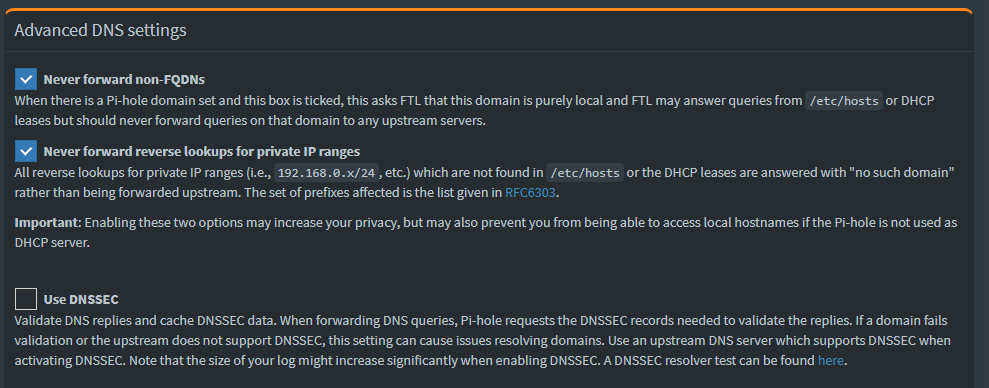 Advanced DNS settings
Never forward non-FQDNs
When there is a Pi-hole domain set and this box is ticked, this asks FTL that this domain is purely local and FTL may answer queries from /etc/hosts or DHCP
leases but should never forward queries on that domain to any upstream servers.
Never forward reverse lookups for private IP ranges
All reverse lookups for private IP ranges (i.e., 192.168.0.x/24 , etc.) which are not found in /etc/hosts or the DHCP leases are answered with "no such domain"
rather than being forwarded upstream. The set of prefixes affected is the list given in RFC6303.
Important: Enabling these two options may increase your privacy, but may also prevent you from being able to access local hostnames if the Pi-hole is not used as
DHCP server.
Use DNSSEC
Validate DNS replies and cache DNSSEC data. When forwarding DNS queries, Pi-hole requests the DNSSEC records needed to validate the replies. If a domain fails
validation or the upstream does not support DNSSEC, this setting can cause issues resolving domains. Use an upstream DNS server which supports DNSSEC when
activating DNSSEC. Note that the size of your log might increase significantly when enabling DNSSEC. A DNSSEC resolver test can be found here.